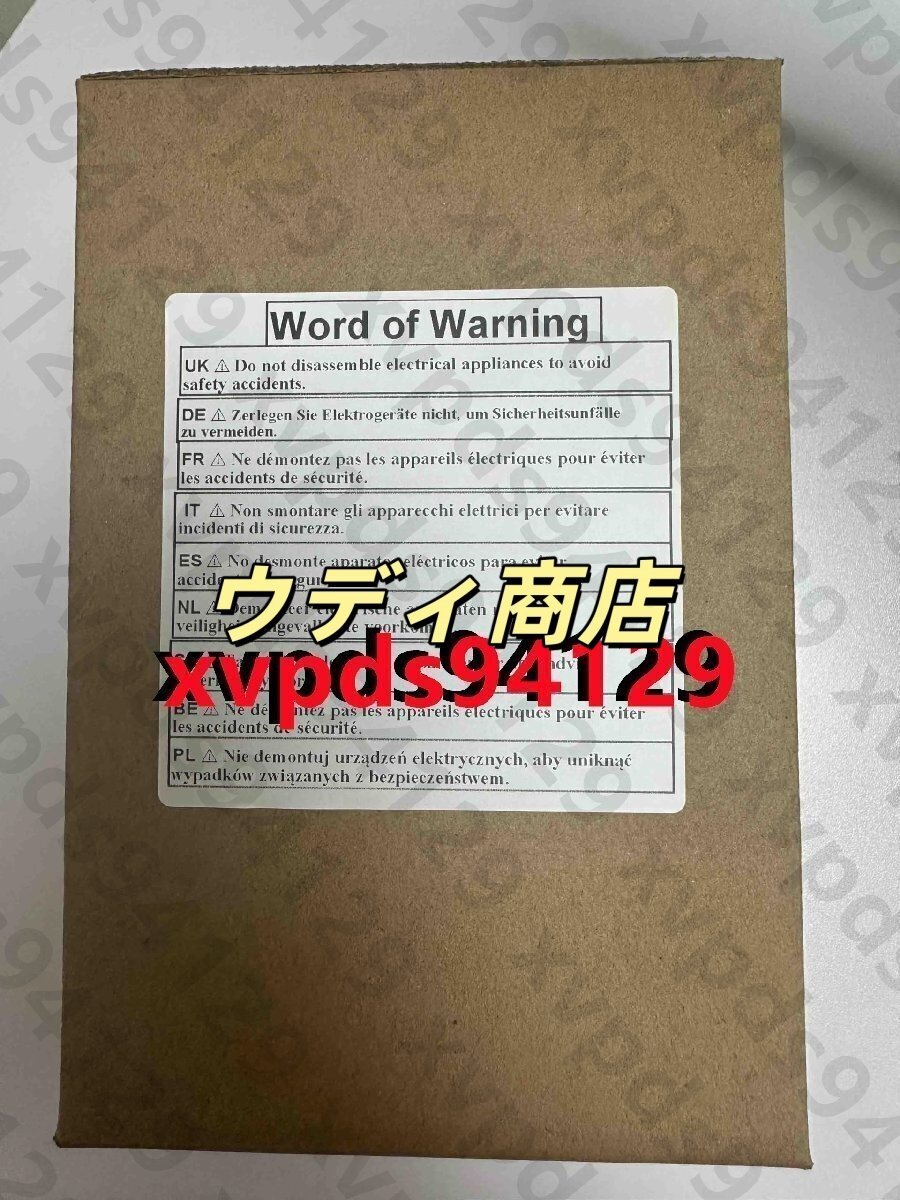 Word of Warning
UK ⚠ Do not disassemble electrical appliances to avoid
safety accidents.
DE ⚠ Zerlegen Sie Elektrogeräte nicht, um Sicherheitsunfälle
zu vermeiden.
FR ⚠ Ne démontez pas les appareils électriques pour éviter
les accidents de sécurité.
IT ⚠ Non smontare gli apparecchi elettrici per evitare
incidenti di sicurezza.
ES ⚠ No desmonte aparatos eléctricos para evitar
ウディ商店
NL ⚠
xvpds94129
BE ⚠ Ne démontez pas les appareils électriques pour éviter
les accidents de sécurité.
PL ⚠ Nie demontuj urządzeń elektrycznych, aby uniknąć
wypadków związanych z bezpieczeństwem.